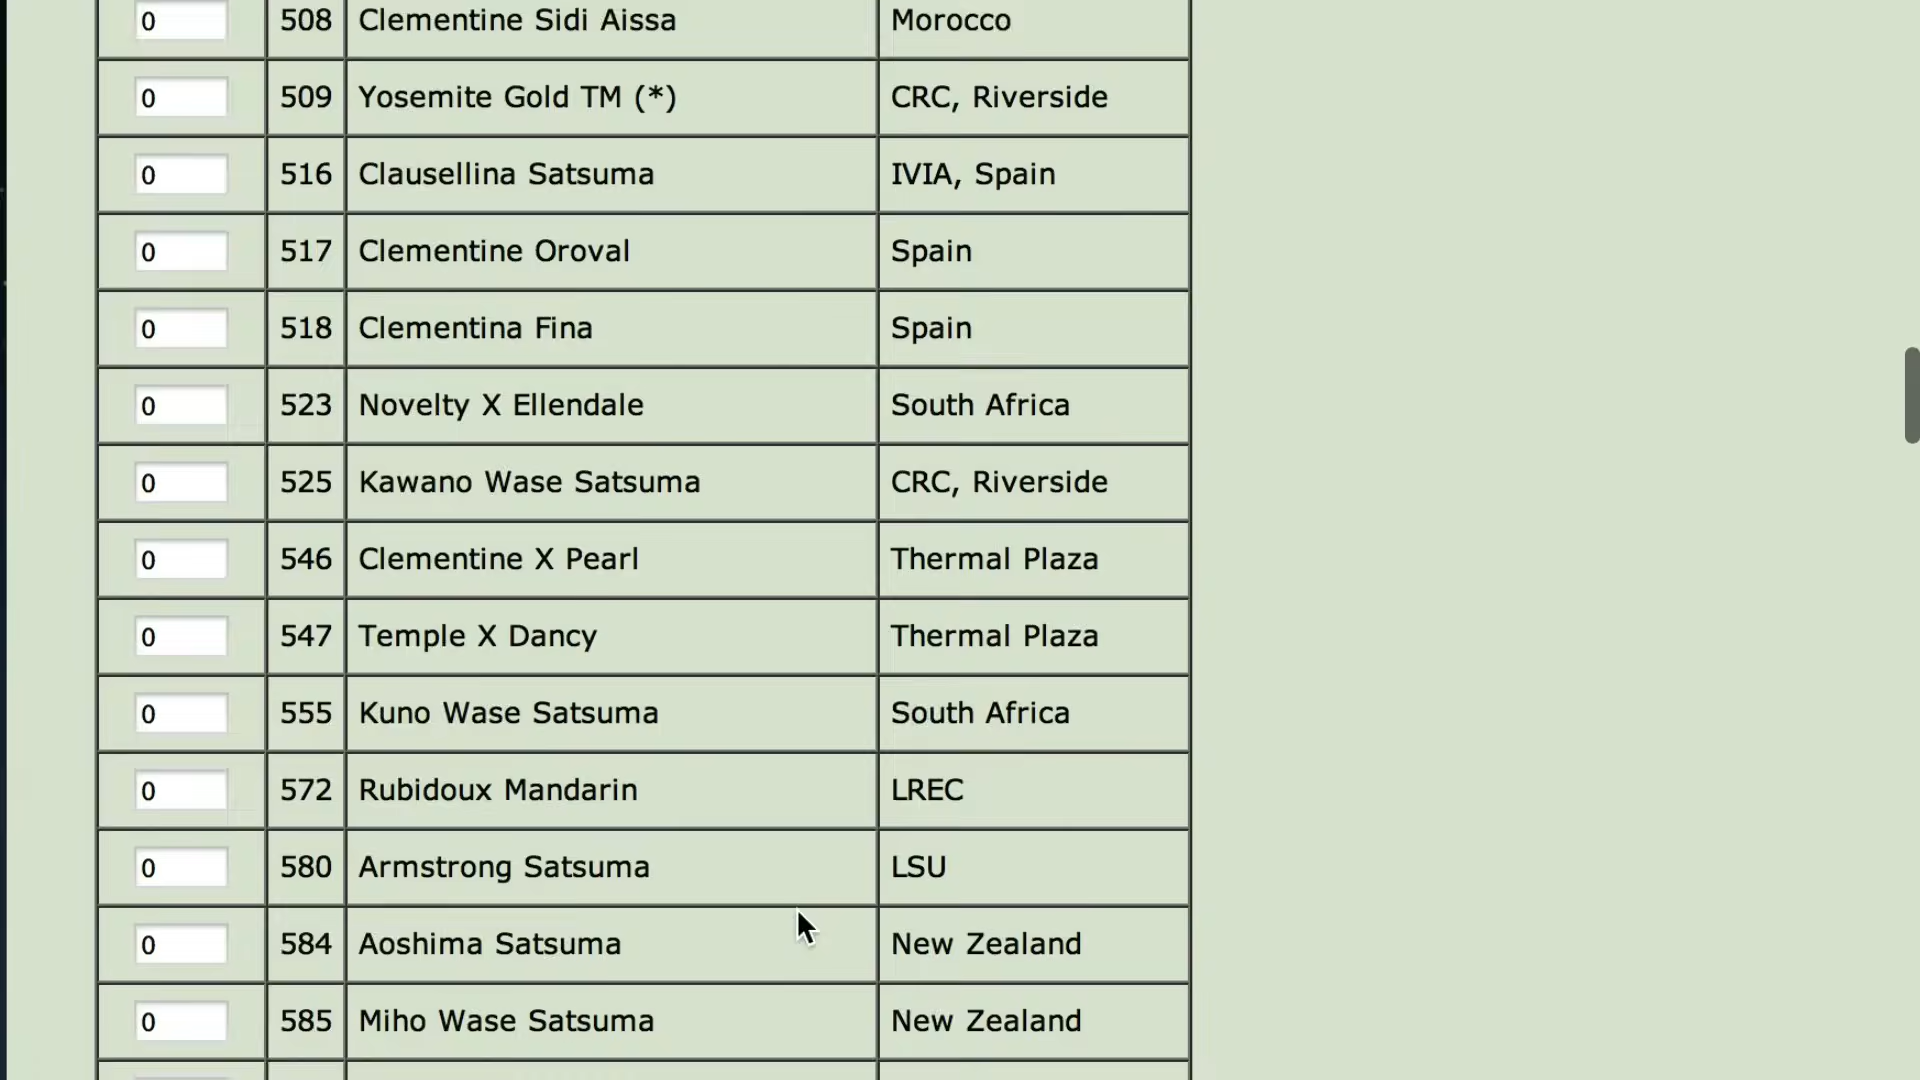 0 508 Clementine Sidi Aissa Morocco
0 509 Yosemite Gold TM (*) CRC, Riverside
0 516 Clausellina Satsuma IVIA, Spain
0 517 Clementine Oroval Spain
0 518 Clementina Fina Spain
0 523 Novelty X Ellendale South Africa
0 525 Kawano Wase Satsuma CRC, Riverside
0 546 Clementine X Pearl Thermal Plaza
0 547 Temple X Dancy Thermal Plaza
0 555 Kuno Wase Satsuma South Africa
0 572 Rubidoux Mandarin LREC
0 580 Armstrong Satsuma LSU
0 584 Aoshima Satsuma New Zealand
0 585 Miho Wase Satsuma New Zealand